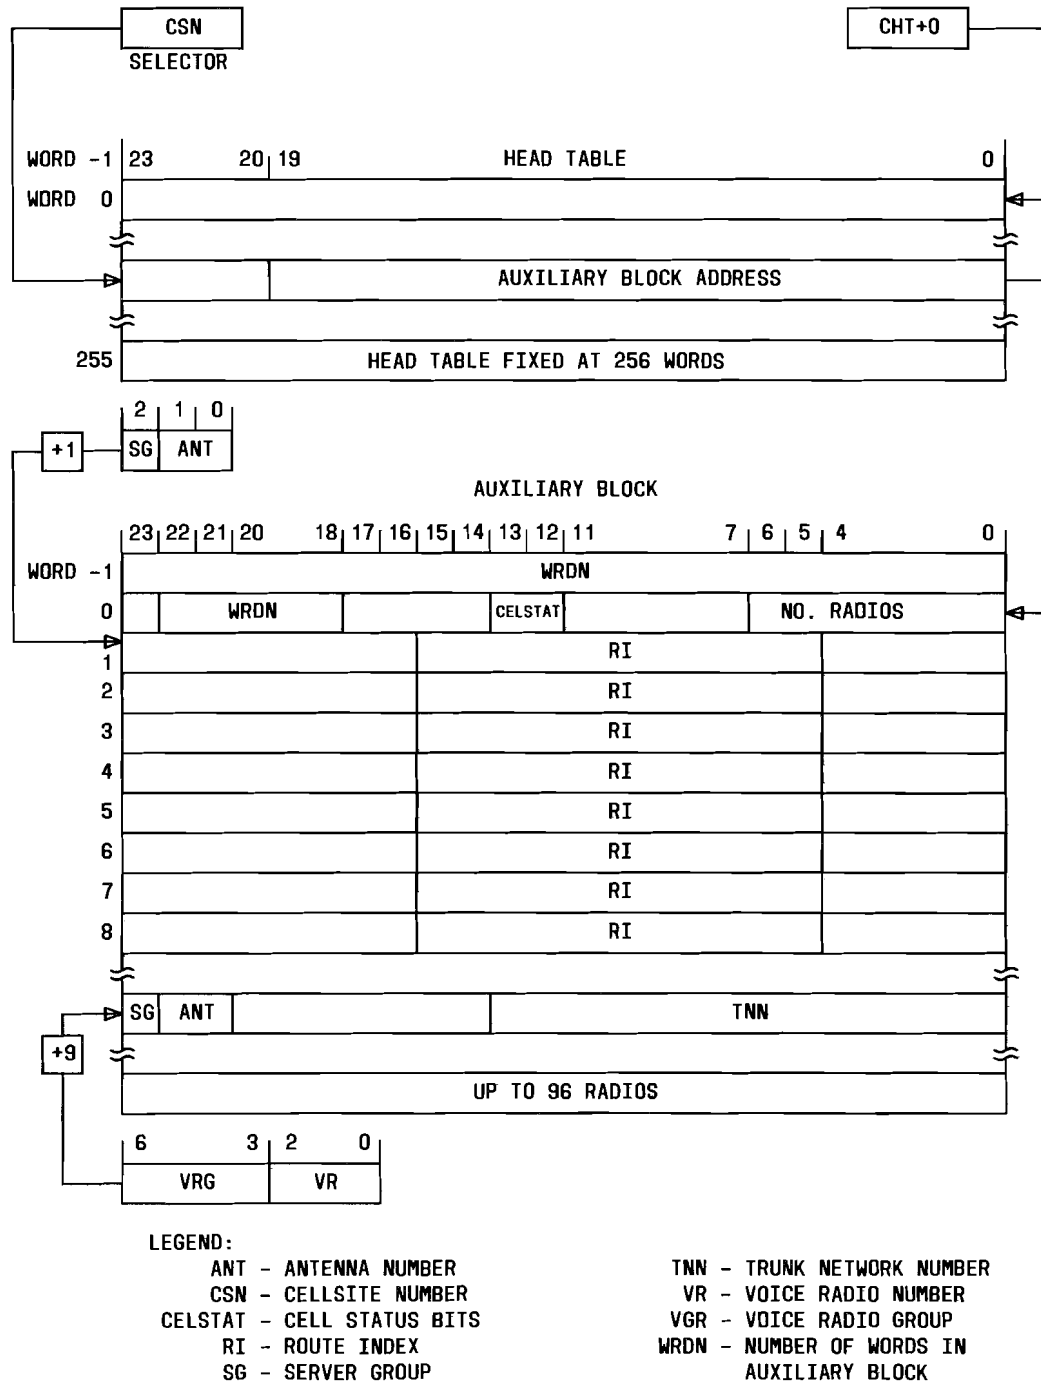 CSN CHT+0
SELECTOR
WORD -1 23 20 19 HEAD TABLE 0
WORD 0
AUXILIARY BLOCK ADDRESS
255 HEAD TABLE FIXED AT 256 WORDS
2 1 0
+1 SG ANT
AUXILIARY BLOCK
23 22 21 20 18 17 16 15 14 13 12 11 7 6 5 4 0
WORD -1 WRDN
0 WRDN CELSTAT NO. RADIOS
1 RI
2 RI
3 RI
4 RI
5 RI
6 RI
7 RI
8 RI
SG ANT TNN
+9
UP TO 96 RADIOS
6 3 2 0
VRG VR
LEGEND:
ANT - ANTENNA NUMBER TNN - TRUNK NETWORK NUMBER
CSN - CELLSITE NUMBER VR - VOICE RADIO NUMBER
CELSTAT - CELL STATUS BITS VGR - VOICE RADIO GROUP
RI - ROUTE INDEX WRDN - NUMBER OF WORDS IN
SG - SERVER GROUP AUXILIARY BLOCK